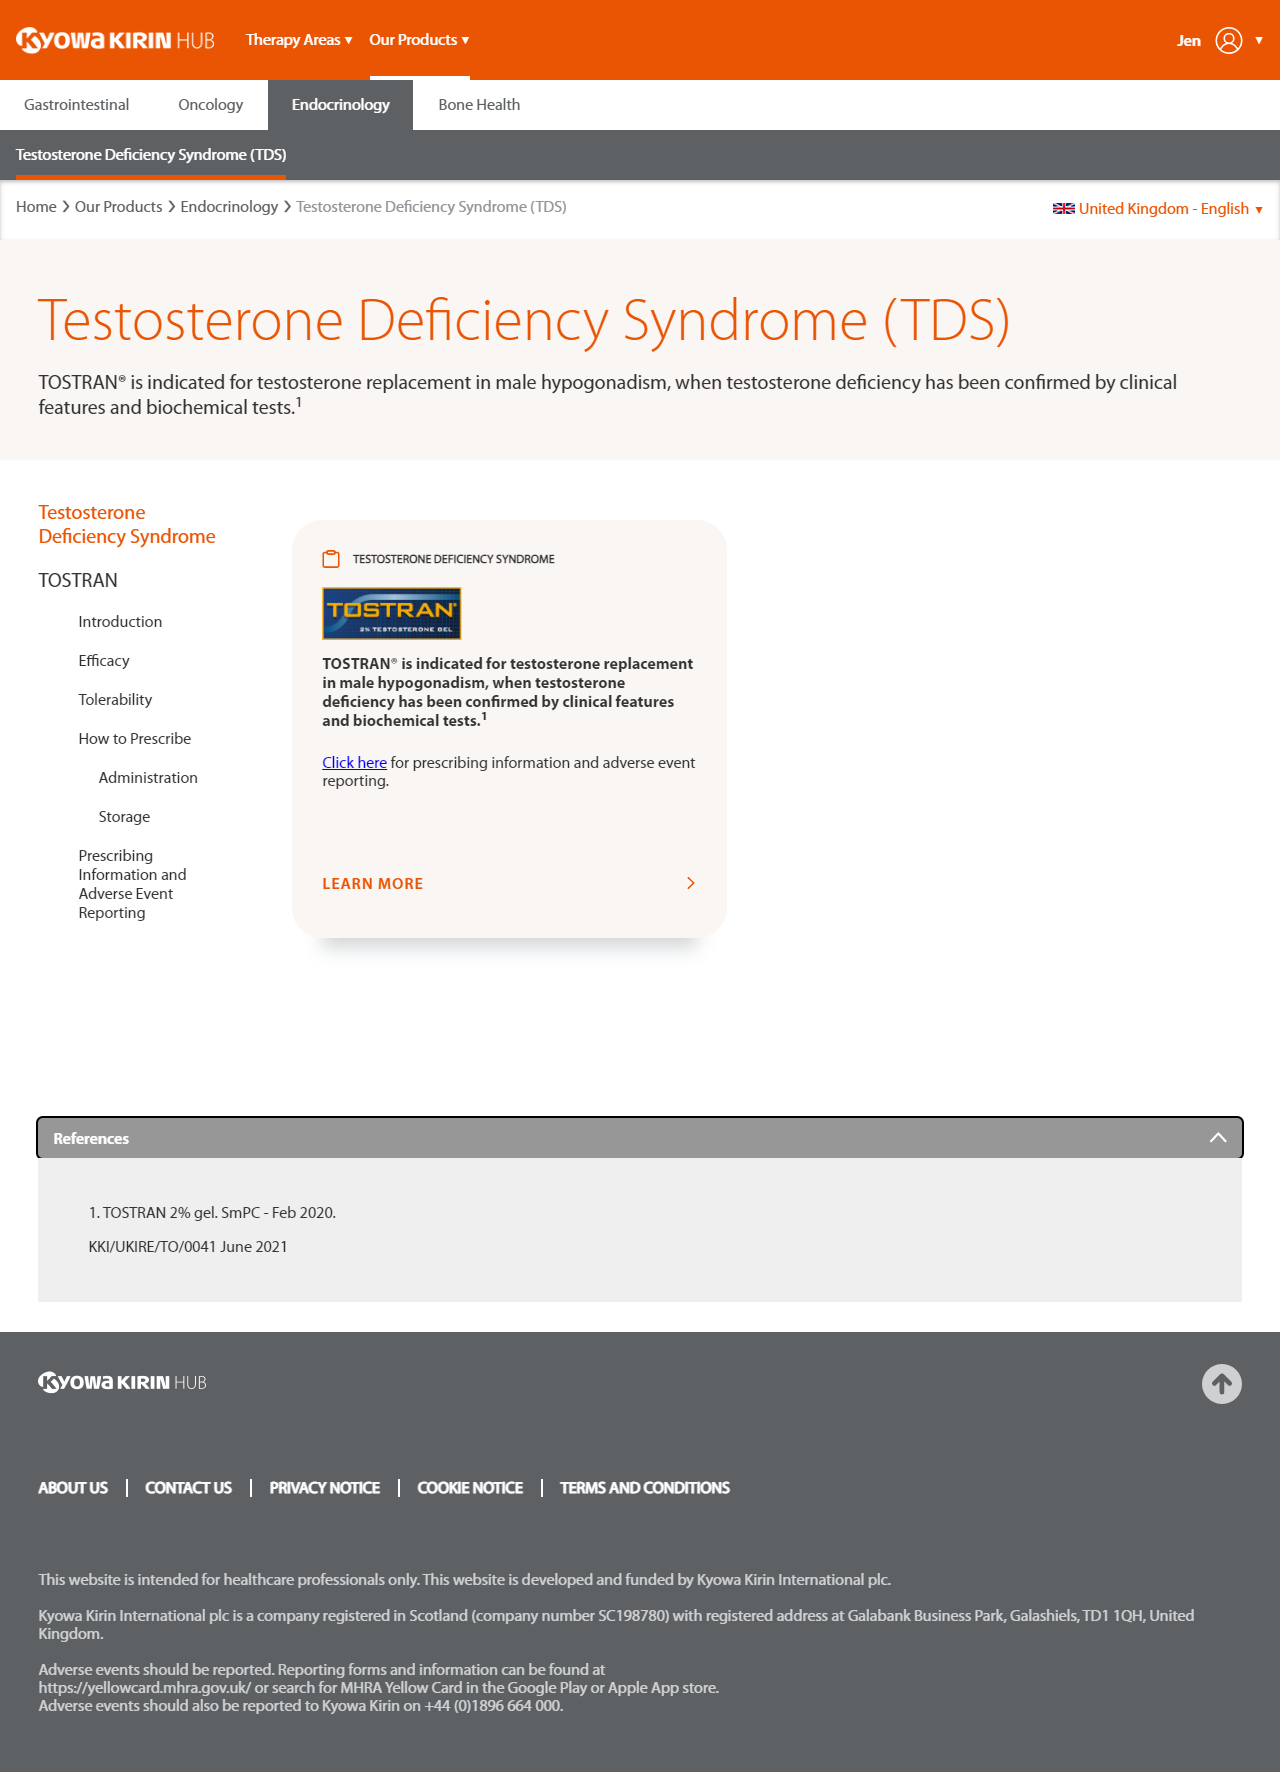 KYOWA KIRIN HUB Therapy Areas ▼ Our Products ▼ Jen ▼
Gastrointestinal Oncology Endocrinology Bone Health
Testosterone Deficiency Syndrome (TDS)
Home > Our Products > Endocrinology > Testosterone Deficiency Syndrome (TDS) United Kingdom - English ▼
Testosterone Deficiency Syndrome (TDS)
TOSTRAN® is indicated for testosterone replacement in male hypogonadism, when testosterone deficiency has been confirmed by clinical
features and biochemical tests.1
Testosterone
Deficiency Syndrome
TOSTRAN
Introduction
Efficacy
Tolerability
How to Prescribe
Administration
Storage
Prescribing
Information and
Adverse Event
Reporting
TESTOSTERONE DEFICIENCY SYNDROME
TOSTRAN®
2% TESTOSTERONE GEL
TOSTRAN® is indicated for testosterone replacement
in male hypogonadism, when testosterone
deficiency has been confirmed by clinical features
and biochemical tests.1
Click here for prescribing information and adverse event
reporting.
LEARN MORE
References
1. TOSTRAN 2% gel. SmPC - Feb 2020.
KKI/UKIRE/TO/0041 June 2021
KYOWA KIRIN HUB
ABOUT US | CONTACT US | PRIVACY NOTICE | COOKIE NOTICE | TERMS AND CONDITIONS
This website is intended for healthcare professionals only. This website is developed and funded by Kyowa Kirin International plc.
Kyowa Kirin International plc is a company registered in Scotland (company number SC198780) with registered address at Galabank Business Park, Galashiels, TD1 1QH, United
Kingdom.
Adverse events should be reported. Reporting forms and information can be found at
https://yellowcard.mhra.gov.uk/ or search for MHRA Yellow Card in the Google Play or Apple App store.
Adverse events should also be reported to Kyowa Kirin on +44 (0)1896 664 000.